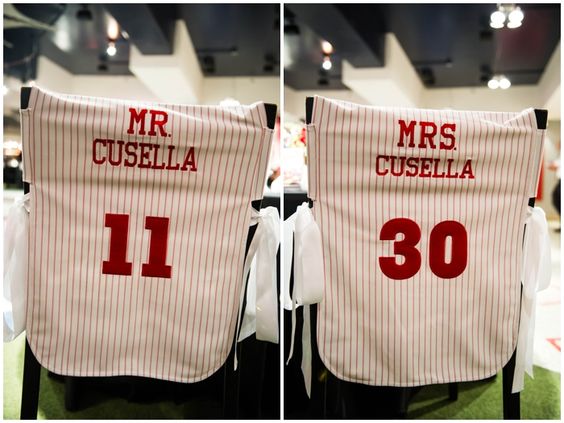 MR.
CUSELLA
11
MRS.
CUSELLA
30